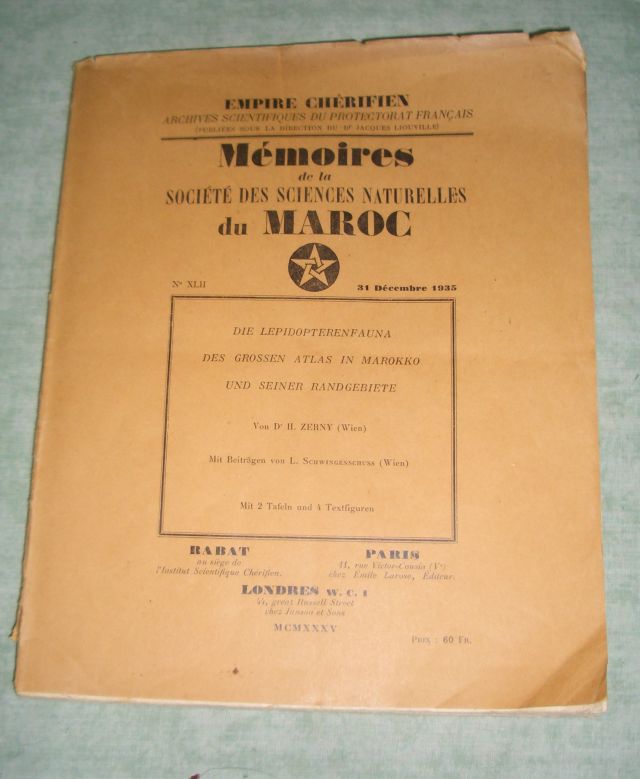 EMPIRE CHÉRIFIEN
ARCHIVES SCIENTIFIQUES DU PROTECTORAT FRANÇAIS
(PUBLIÉES SOUS LA DIRECTION DU Dr JACQUES LIOUVILLE)
Mémoires
de la
SOCIÉTÉ DES SCIENCES NATURELLES
du MAROC
No XLII 31 Décembre 1935
DIE LEPIDOPTERENFAUNA
DES GROSSEN ATLAS IN MAROKKO
UND SEINER RANDGEBIETE
Von Dr H. ZERNY (Wien)
Mit Beiträgen von L. SCHWINGENSCHUSS (Wien)
Mit 2 Tafeln und 4 Textfiguren
RABAT
au siège de
l'Institut Scientifique Chérifien.
PARIS
11, rue Victor-Cousin (Ve)
chez Émile Larose, Éditeur.
LONDRES W. C. 1
44, great Russell Street
chez Janson et Sons
MCMXXXV
PRIX : 60 FR.